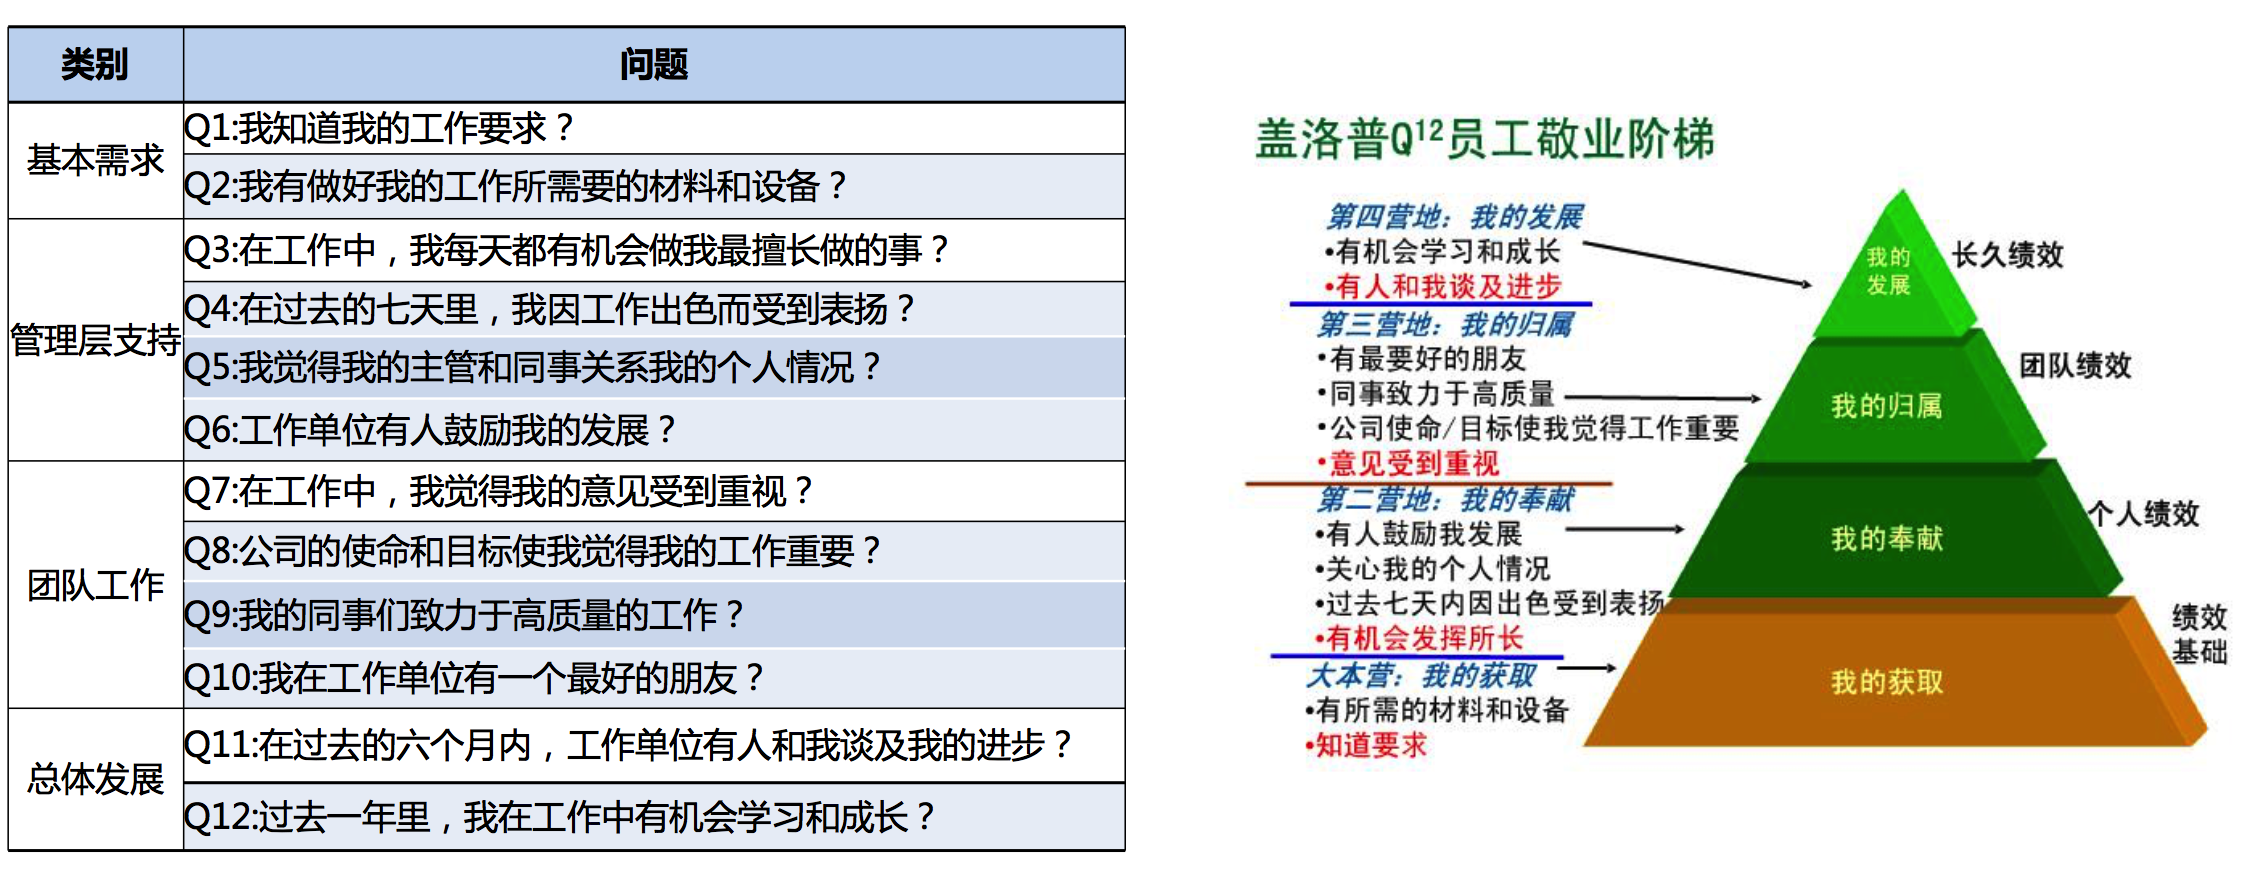 类别
问题
基本需求
Q1:我知道我的工作要求？
Q2:我有做好我的工作所需要的材料和设备？
管理层支持
Q3:在工作中，我每天都有机会做我最擅长做的事？
Q4:在过去的七天里，我因工作出色而受到表扬？
Q5:我觉得我的主管和同事关系我的个人情况？
Q6:工作单位有人鼓励我的发展？
团队工作
Q7:在工作中，我觉得我的意见受到重视？
Q8:公司的使命和目标使我觉得我的工作重要？
Q9:我的同事们致力于高质量的工作？
Q10:我在工作单位有一个最好的朋友？
总体发展
Q11:在过去的六个月内，工作单位有人和我谈及我的进步？
Q12:过去一年里，我在工作中有机会学习和成长？
盖洛普Q12员工敬业阶梯
第四营地：我的发展
•有机会学习和成长
•有人和我谈及进步
第三营地：我的归属
•有最要好的朋友
•同事致力于高质量
•公司使命/目标使我觉得工作重要
•意见受到重视
第二营地：我的奉献
•有人鼓励我发展
•关心我的个人情况
•过去七天内因出色受到表扬
•有机会发挥所长
大本营：我的获取
•有所需的材料和设备
•知道要求
我的
发展
长久绩效
我的归属
团队绩效
我的奉献
个人绩效
我的获取
绩效
基础